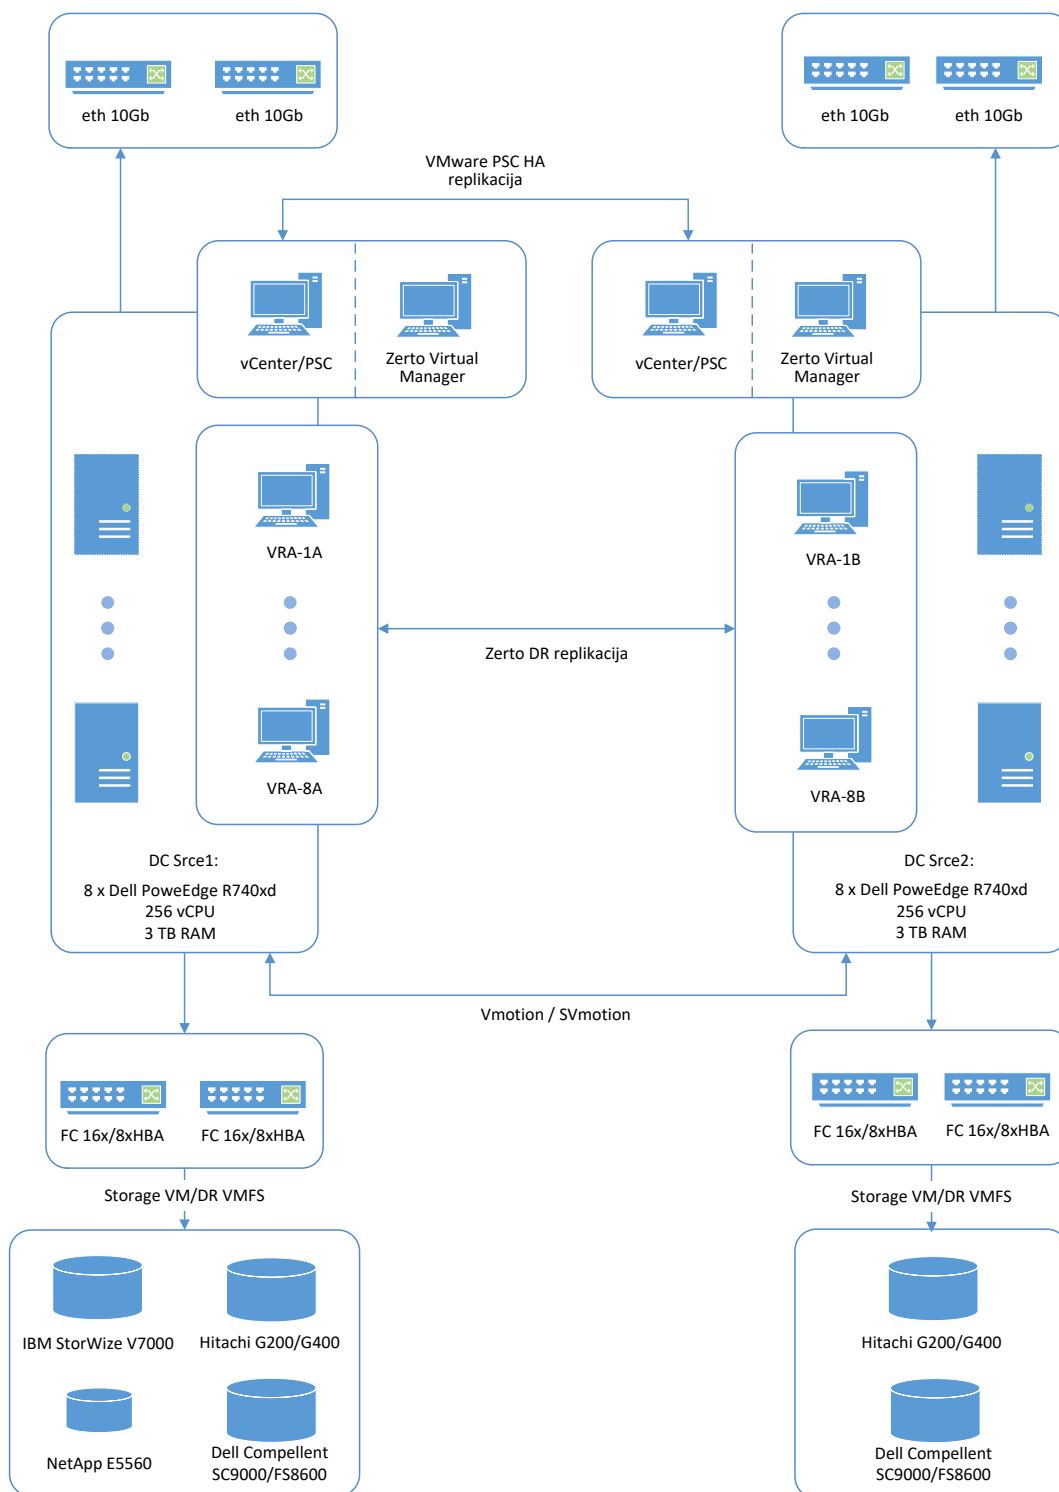 eth 10Gb
eth 10Gb
eth 10Gb
eth 10Gb
VMware PSC HA
replikacija
vCenter/PSC
Zerto Virtual
Manager
vCenter/PSC
Zerto Virtual
Manager
VRA-1A
VRA-1B
Zerto DR replikacija
VRA-8A
VRA-8B
DC Srce1:
8 x Dell PoweEdge R740xd
256 vCPU
3 TB RAM
DC Srce2:
8 x Dell PoweEdge R740xd
256 vCPU
3 TB RAM
Vmotion / SVmotion
FC 16x/8xHBA
FC 16x/8xHBA
FC 16x/8xHBA
FC 16x/8xHBA
Storage VM/DR VMFS
Storage VM/DR VMFS
IBM StorWize V7000
Hitachi G200/G400
Hitachi G200/G400
NetApp E5560
Dell Compellent
SC9000/FS8600
Dell Compellent
SC9000/FS8600